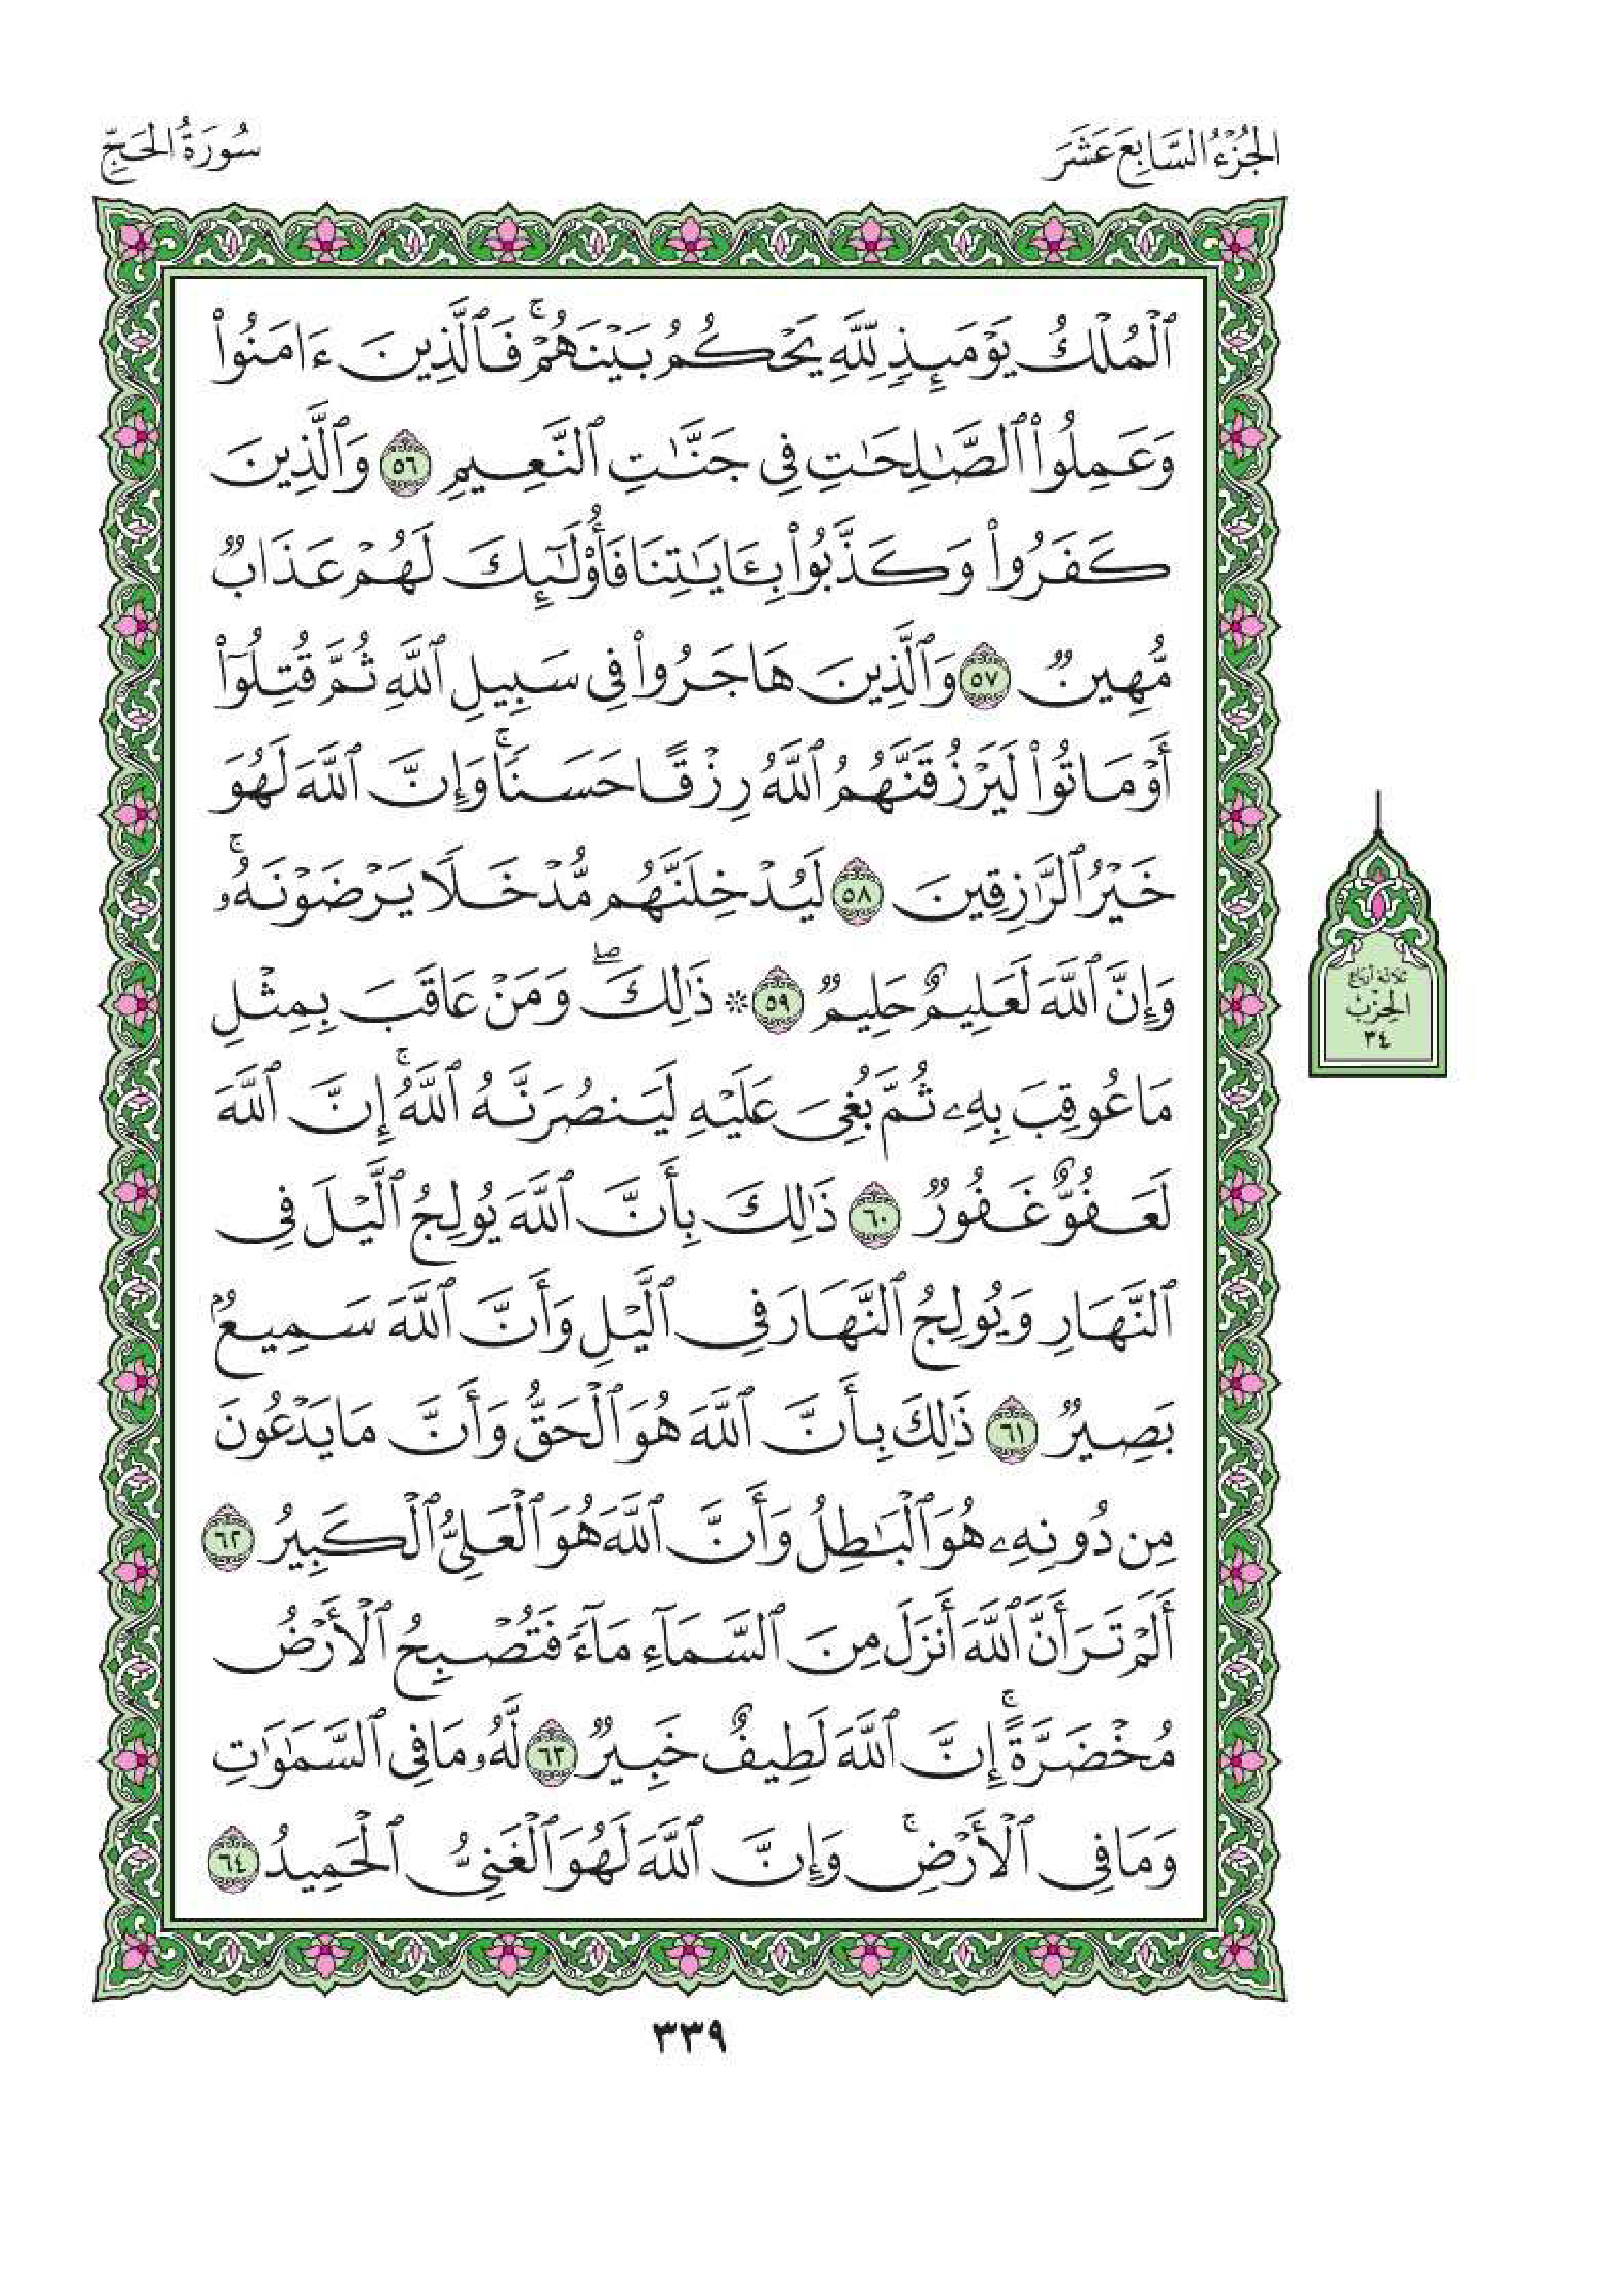 الجُزْءُ السَّابِعَ عَشَرَ
سُورَةُ الحَجِّ
ٱلْمُلْكُ يَوْمَئِذٍ لِّلَّهِ يَحْكُمُ بَيْنَهُمْۚ فَٱلَّذِينَ ءَامَنُوا۟
وَعَمِلُوا۟ ٱلصَّٰلِحَٰتِ فِى جَنَّٰتِ ٱلنَّعِيمِ ٥٦ وَٱلَّذِينَ
كَفَرُوا۟ وَكَذَّبُوا۟ بِـَٔايَٰتِنَا فَأُو۟لَٰٓئِكَ لَهُمْ عَذَابٌ
مُّهِينٌ ٥٧ وَٱلَّذِينَ هَاجَرُوا۟ فِى سَبِيلِ ٱللَّهِ ثُمَّ قُتِلُوٓا۟
أَوْ مَاتُوا۟ لَيَرْزُقَنَّهُمُ ٱللَّهُ رِزْقًا حَسَنًاۚ وَإِنَّ ٱللَّهَ لَهُوَ
خَيْرُ ٱلرَّٰزِقِينَ ٥٨ لَيُدْخِلَنَّهُم مُّدْخَلًا يَرْضَوْنَهُۥۚ
وَإِنَّ ٱللَّهَ لَعَلِيمٌ حَلِيمٌ ٥٩ ۞ ذَٰلِكَۖ وَمَنْ عَاقَبَ بِمِثْلِ
مَا عُوقِبَ بِهِۦ ثُمَّ بُغِىَ عَلَيْهِ لَيَنصُرَنَّهُ ٱللَّهُۚ إِنَّ ٱللَّهَ
لَعَفُوٌّ غَفُورٌ ٦٠ ذَٰلِكَ بِأَنَّ ٱللَّهَ يُولِجُ ٱلَّيْلَ فِى
ٱلنَّهَارِ وَيُولِجُ ٱلنَّهَارَ فِى ٱلَّيْلِ وَأَنَّ ٱللَّهَ سَمِيعٌۢ
بَصِيرٌ ٦١ ذَٰلِكَ بِأَنَّ ٱللَّهَ هُوَ ٱلْحَقُّ وَأَنَّ مَا يَدْعُونَ
مِن دُونِهِۦ هُوَ ٱلْبَٰطِلُ وَأَنَّ ٱللَّهَ هُوَ ٱلْعَلِىُّ ٱلْكَبِيرُ ٦٢
أَلَمْ تَرَ أَنَّ ٱللَّهَ أَنزَلَ مِنَ ٱلسَّمَآءِ مَآءً فَتُصْبِحُ ٱلْأَرْضُ
مُخْضَرَّةًۚ إِنَّ ٱللَّهَ لَطِيفٌ خَبِيرٌ ٦٣ لَّهُۥ مَا فِى ٱلسَّمَٰوَٰتِ
وَمَا فِى ٱلْأَرْضِۚ وَإِنَّ ٱللَّهَ لَهُوَ ٱلْغَنِىُّ ٱلْحَمِيدُ ٦٤
ثلاثة أرباع
الحزب
٣٤
٣٣٩